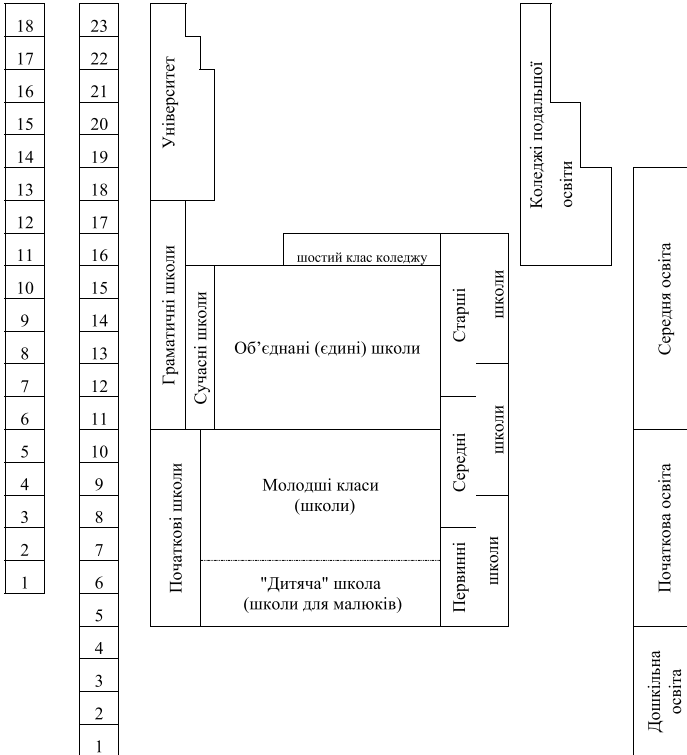 18
17
16
15
14
13
12
11
10
9
8
7
6
5
4
3
2
1
23
22
21
20
19
18
17
16
15
14
13
12
11
10
9
8
7
6
5
4
3
2
1
Університет
Граматичні школи
Сучасні школи
шостий клас коледжу
Об’єднані (єдині) школи
Початкові школи
Молодші класи
(школи)
"Дитяча" школа
(школи для малюків)
Старші
школи
Середні
школи
Первинні
школи
Коледжі подальшої
освіти
Середня освіта
Початкова освіта
Дошкільна
освіта